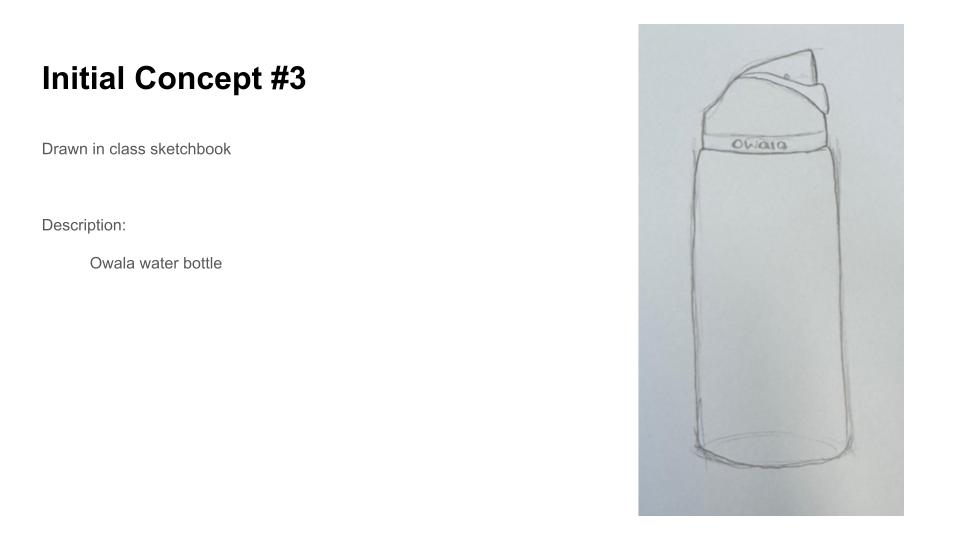 Initial Concept #3
Drawn in class sketchbook
Description:
Owala water bottle
owala